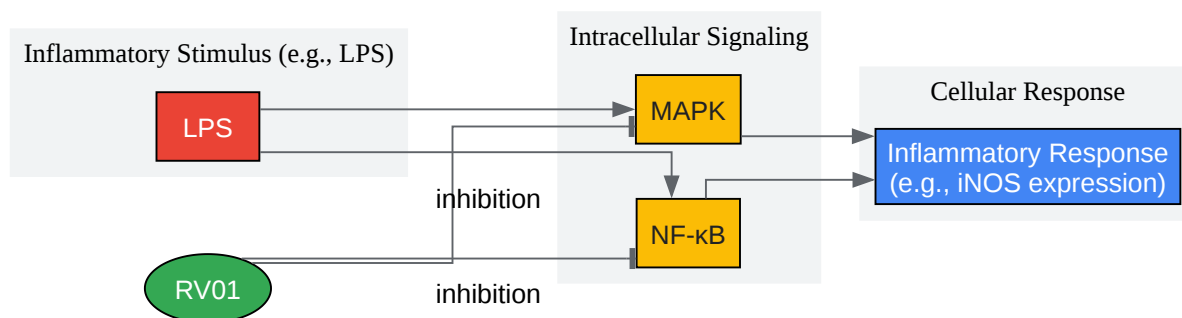 Inflammatory Stimulus (e.g., LPS)
LPS
Intracellular Signaling
MAPK
NF-κB
Cellular Response
Inflammatory Response
(e.g., iNOS expression)
inhibition
inhibition
RV01